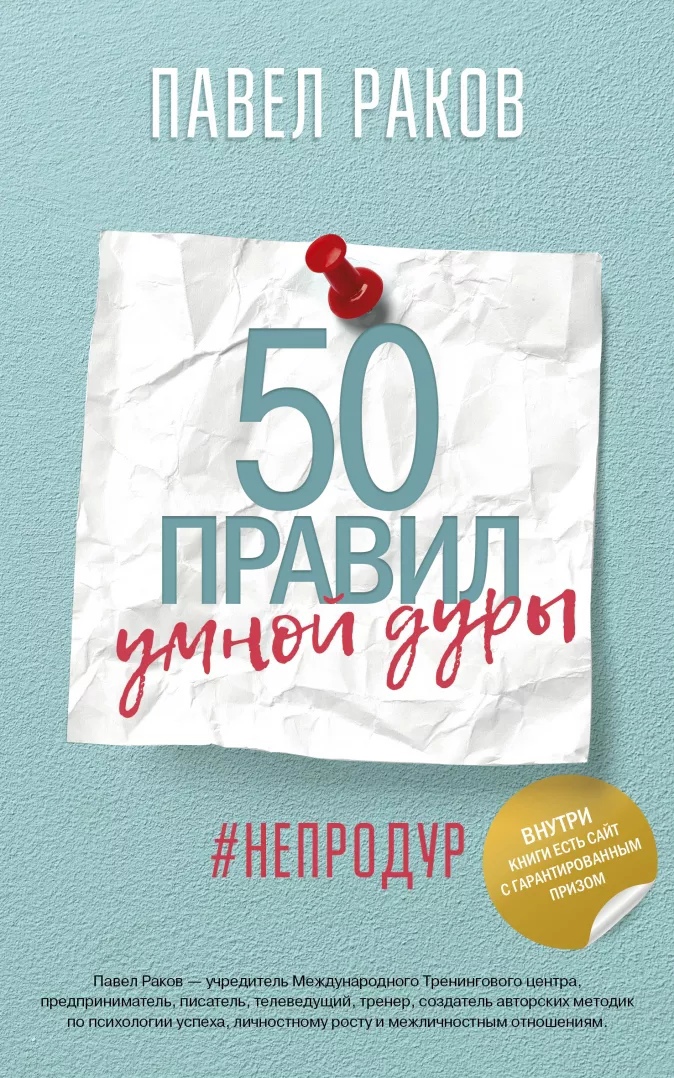 ПАВЕЛ РАКОВ
50
ПРАВИЛ
умной дуры
#НЕПРОДУР
ВНУТРИ
КНИГИ ЕСТЬ САЙТ
С ГАРАНТИРОВАННЫМ
ПРИЗОМ
Павел Раков — учредитель Международного Тренингового центра,
предприниматель, писатель, телеведущий, тренер, создатель авторских методик
по психологии успеха, личностному росту и межличностным отношениям.